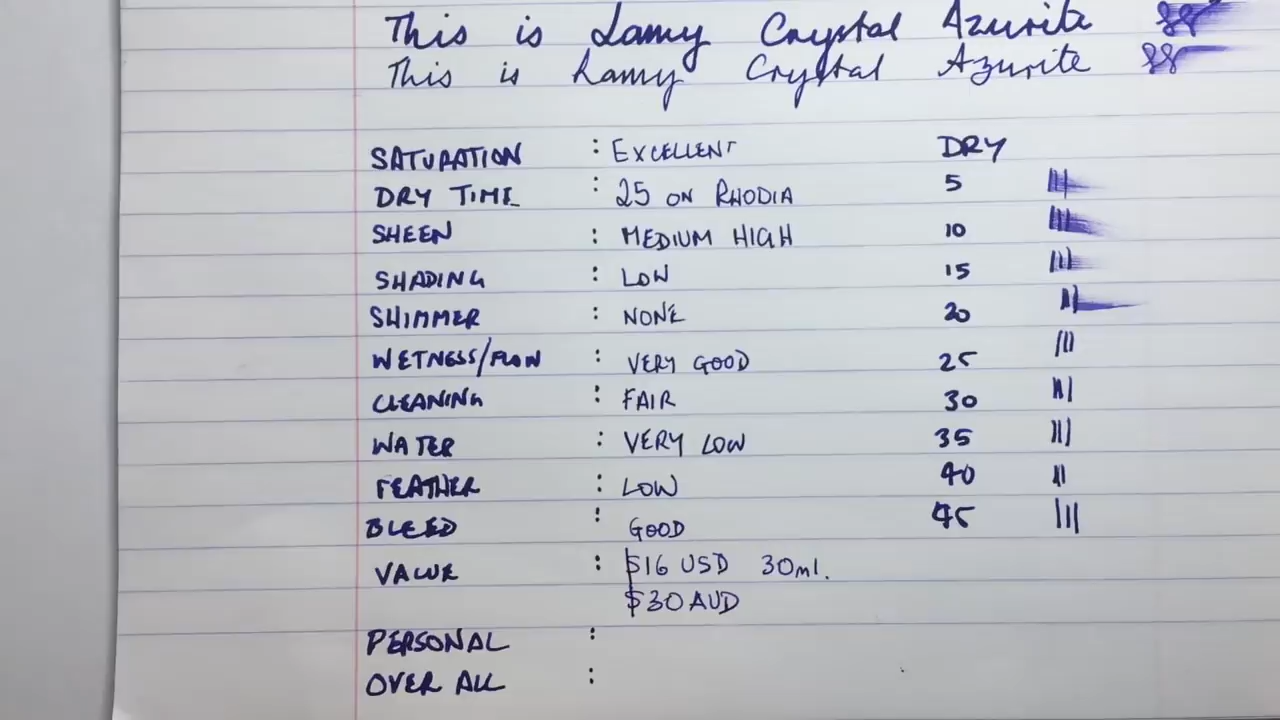 This is Lamy Crystal Azurite
This is Lamy Crystal Azurite
SATURATION : EXCELLENT DRY
DRY TIME : 25 ON RHODIA 5
SHEEN : MEDIUM HIGH 10
SHADING : LOW 15
SHIMMER : NONE 20
WETNESS/FLOW : VERY GOOD 25
CLEANING : FAIR 30
WATER : VERY LOW 35
FEATHER : LOW 40
BLEED : GOOD 45
VALUE : $16 USD 30ml.
$30 AUD
PERSONAL :
OVER ALL :